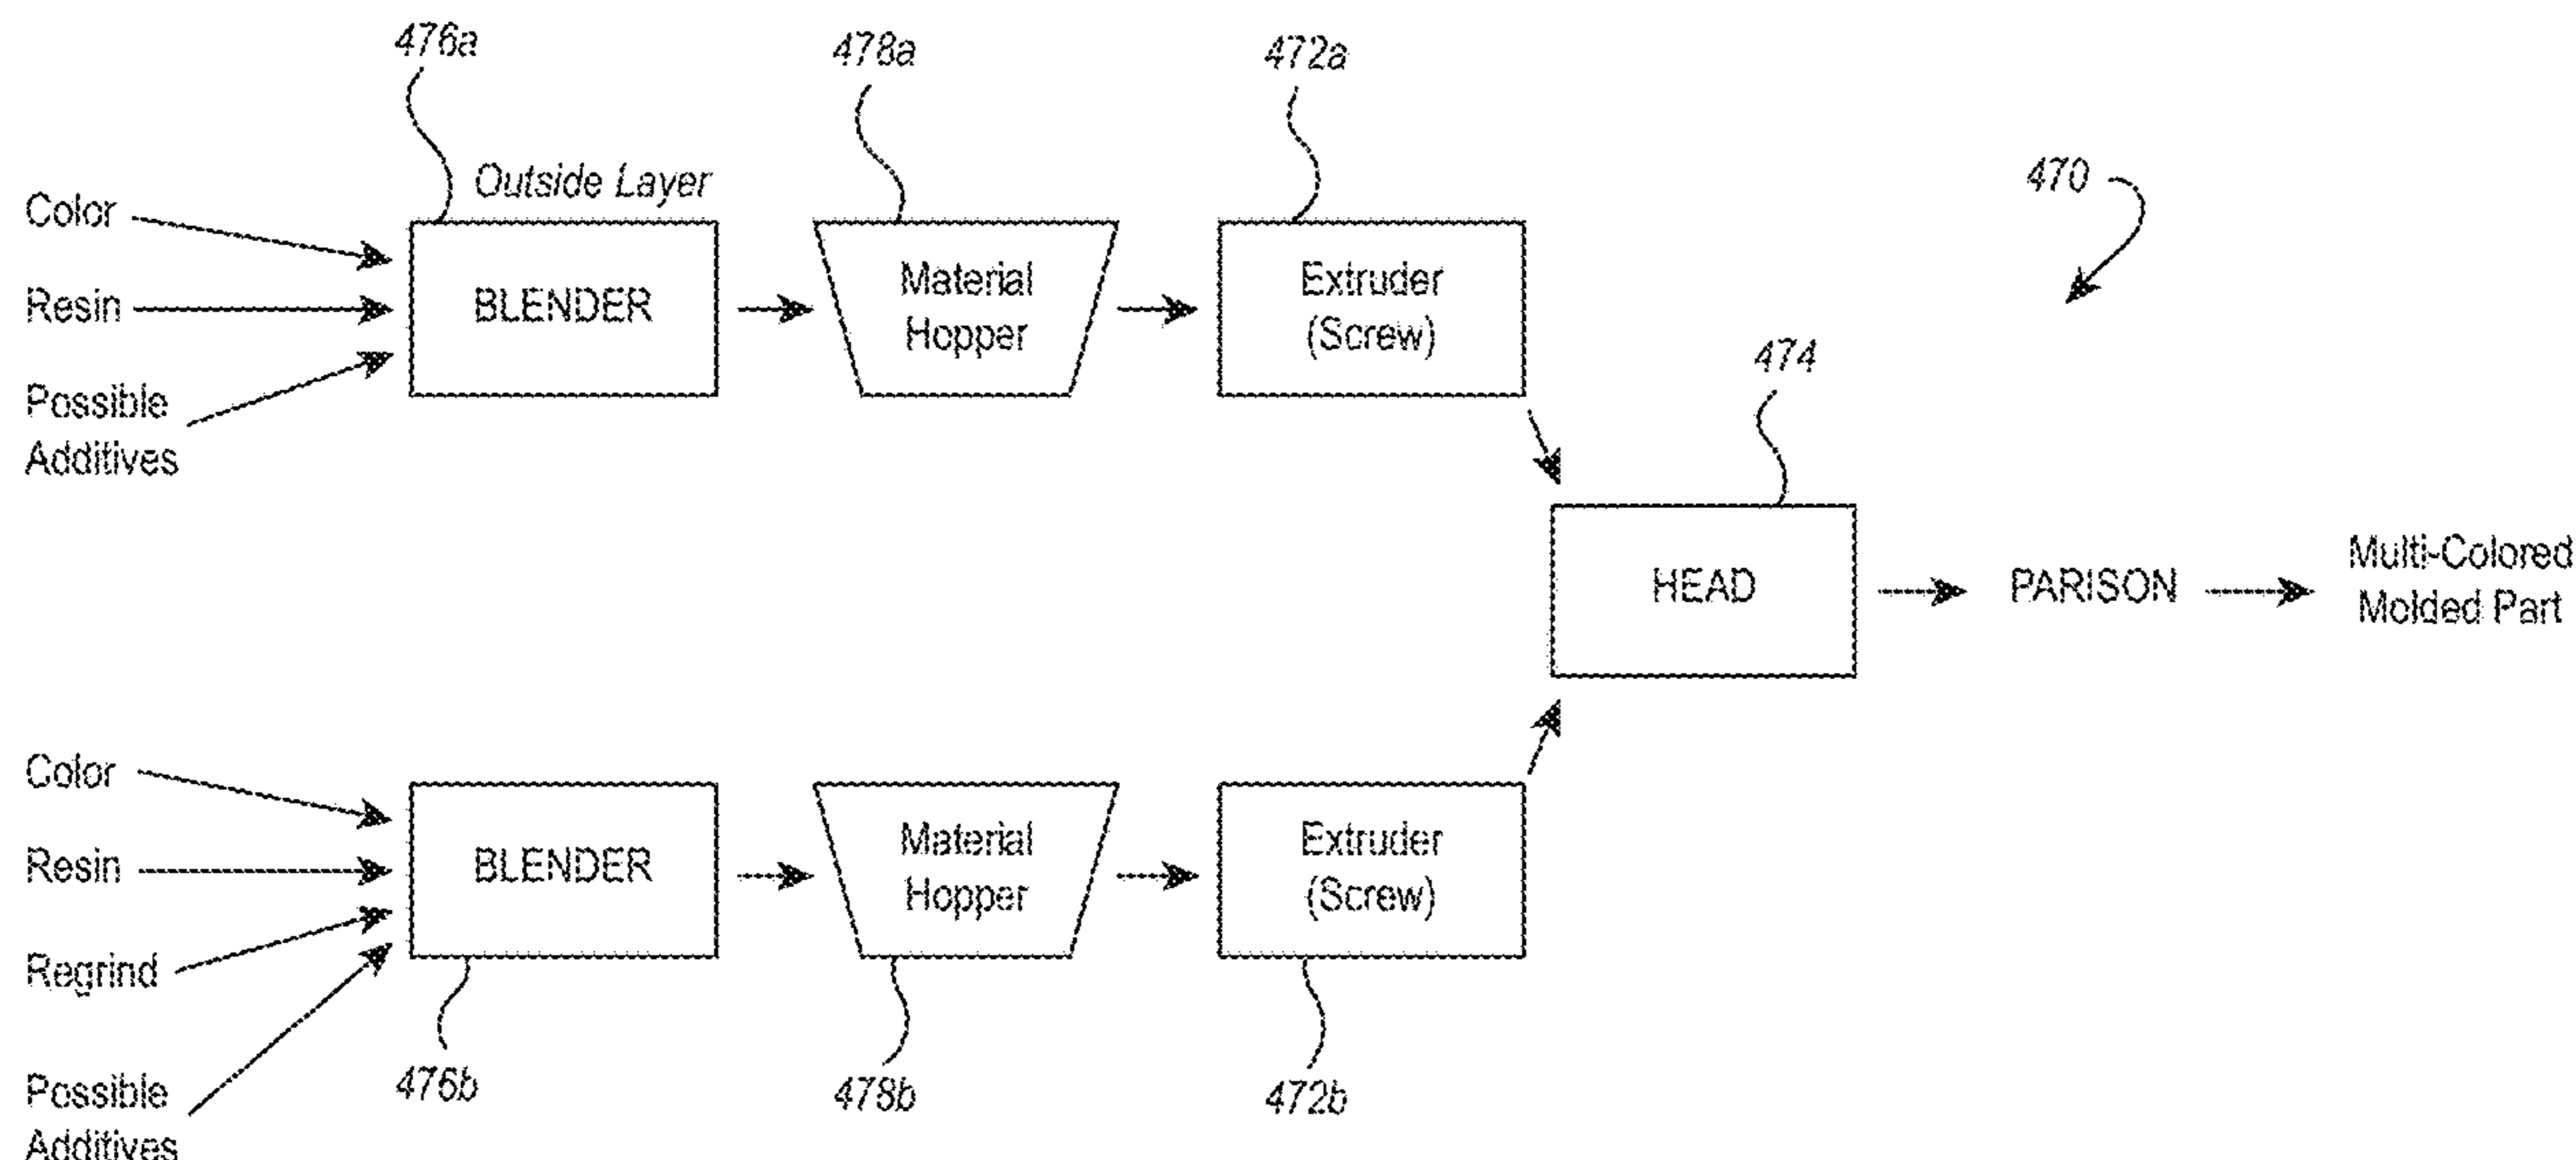 476a
478a
472a
470
Outside Layer
Color
Resin
Possible
Additives
BLENDER
Material
Hopper
Extruder
(Screw)
474
HEAD
PARISON
Multi-Colored
Molded Part
Color
Resin
Regrind
Possible
Additives
BLENDER
Material
Hopper
Extruder
(Screw)
476b
478b
472b